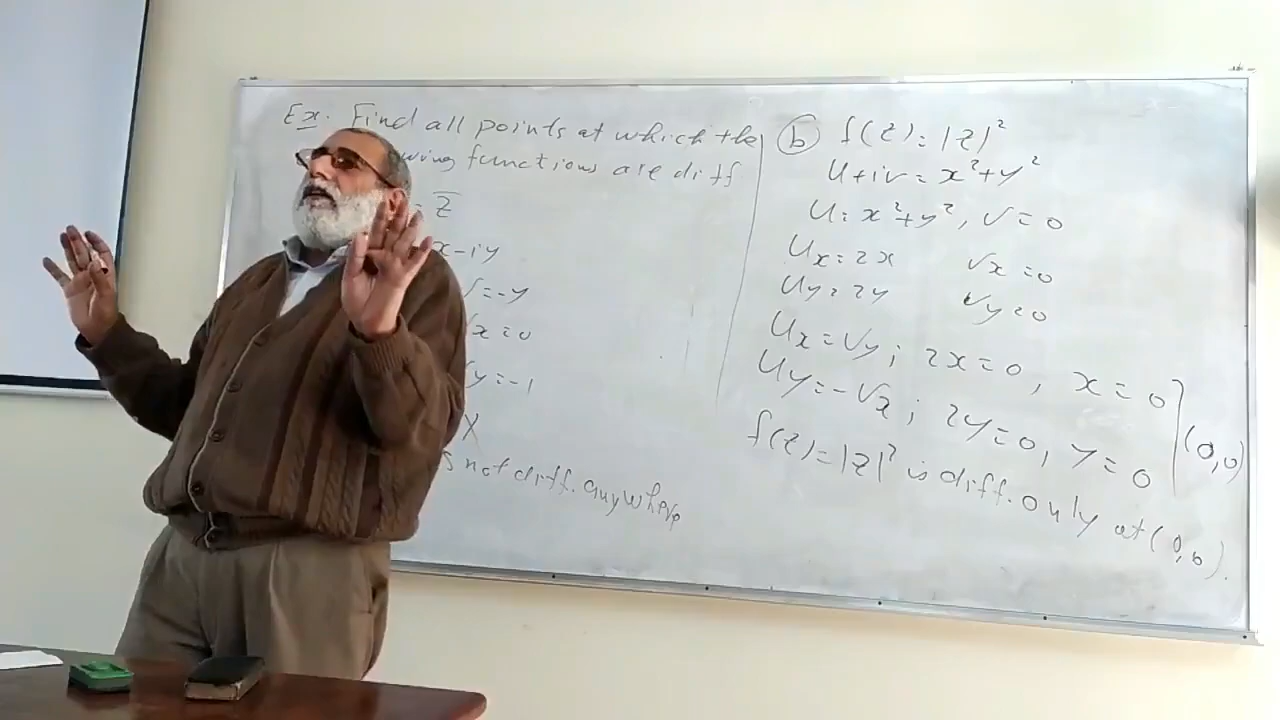 Ex. Find all points at which the
wing functions are diff
= z̅
x-iy
v=-y
Vx=0
Vy=-1
X
s not diff. anywhere
(b) f(z)=|z|²
u+iv=x²+y²
u=x²+y², v=0
Ux=2x Vx=0
Uy=2y Vy=0
Ux=Vy; 2x=0, x=0
Uy=-Vx; 2y=0, y=0 (0,0)
f(z)=|z|² is diff. only at (0,0).